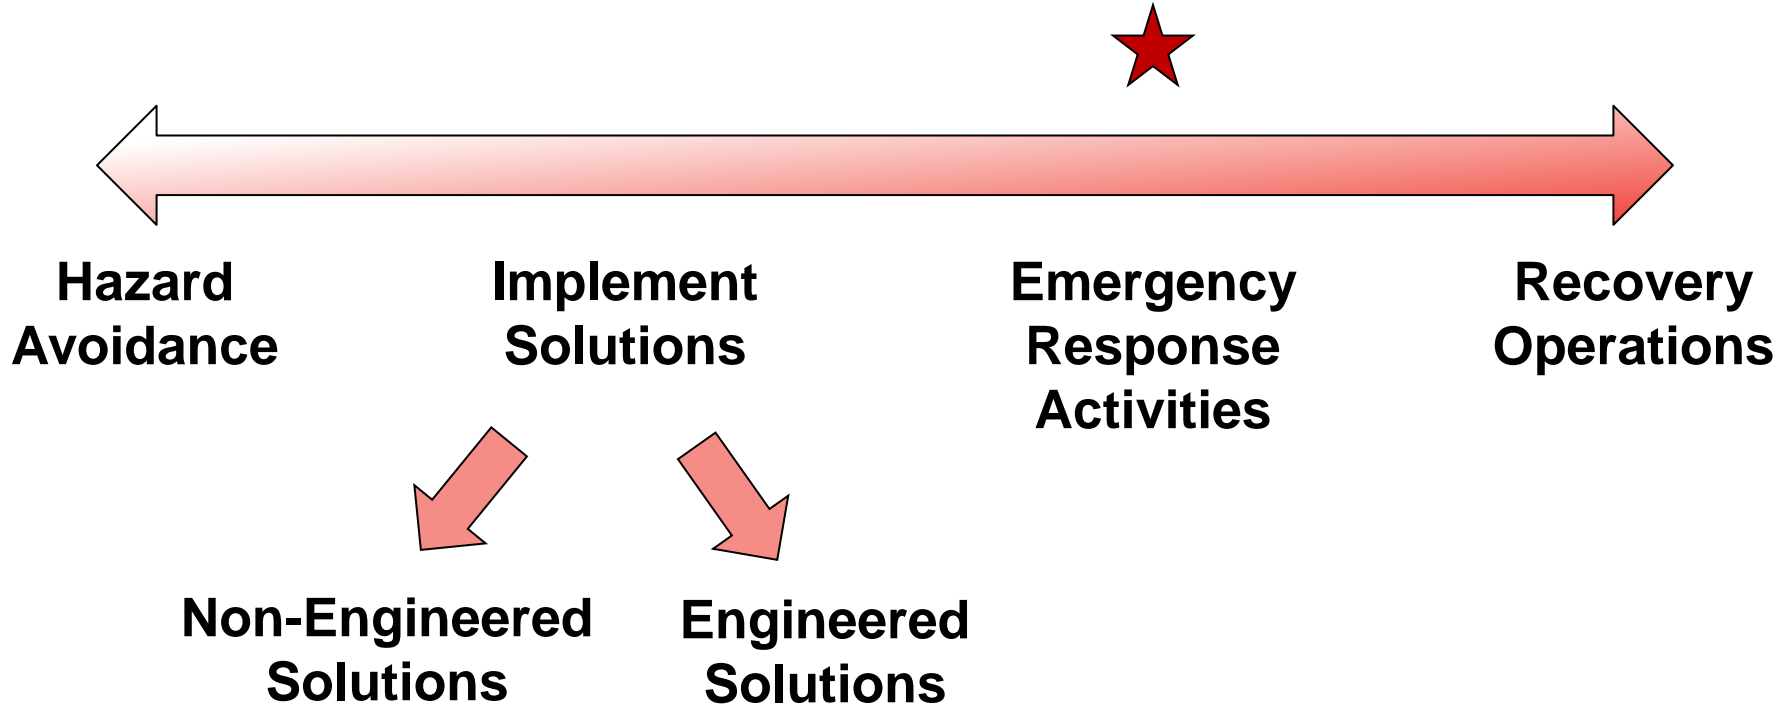 Hazard
Avoidance
Implement
Solutions
Emergency
Response
Activities
Recovery
Operations
Non-Engineered
Solutions
Engineered
Solutions